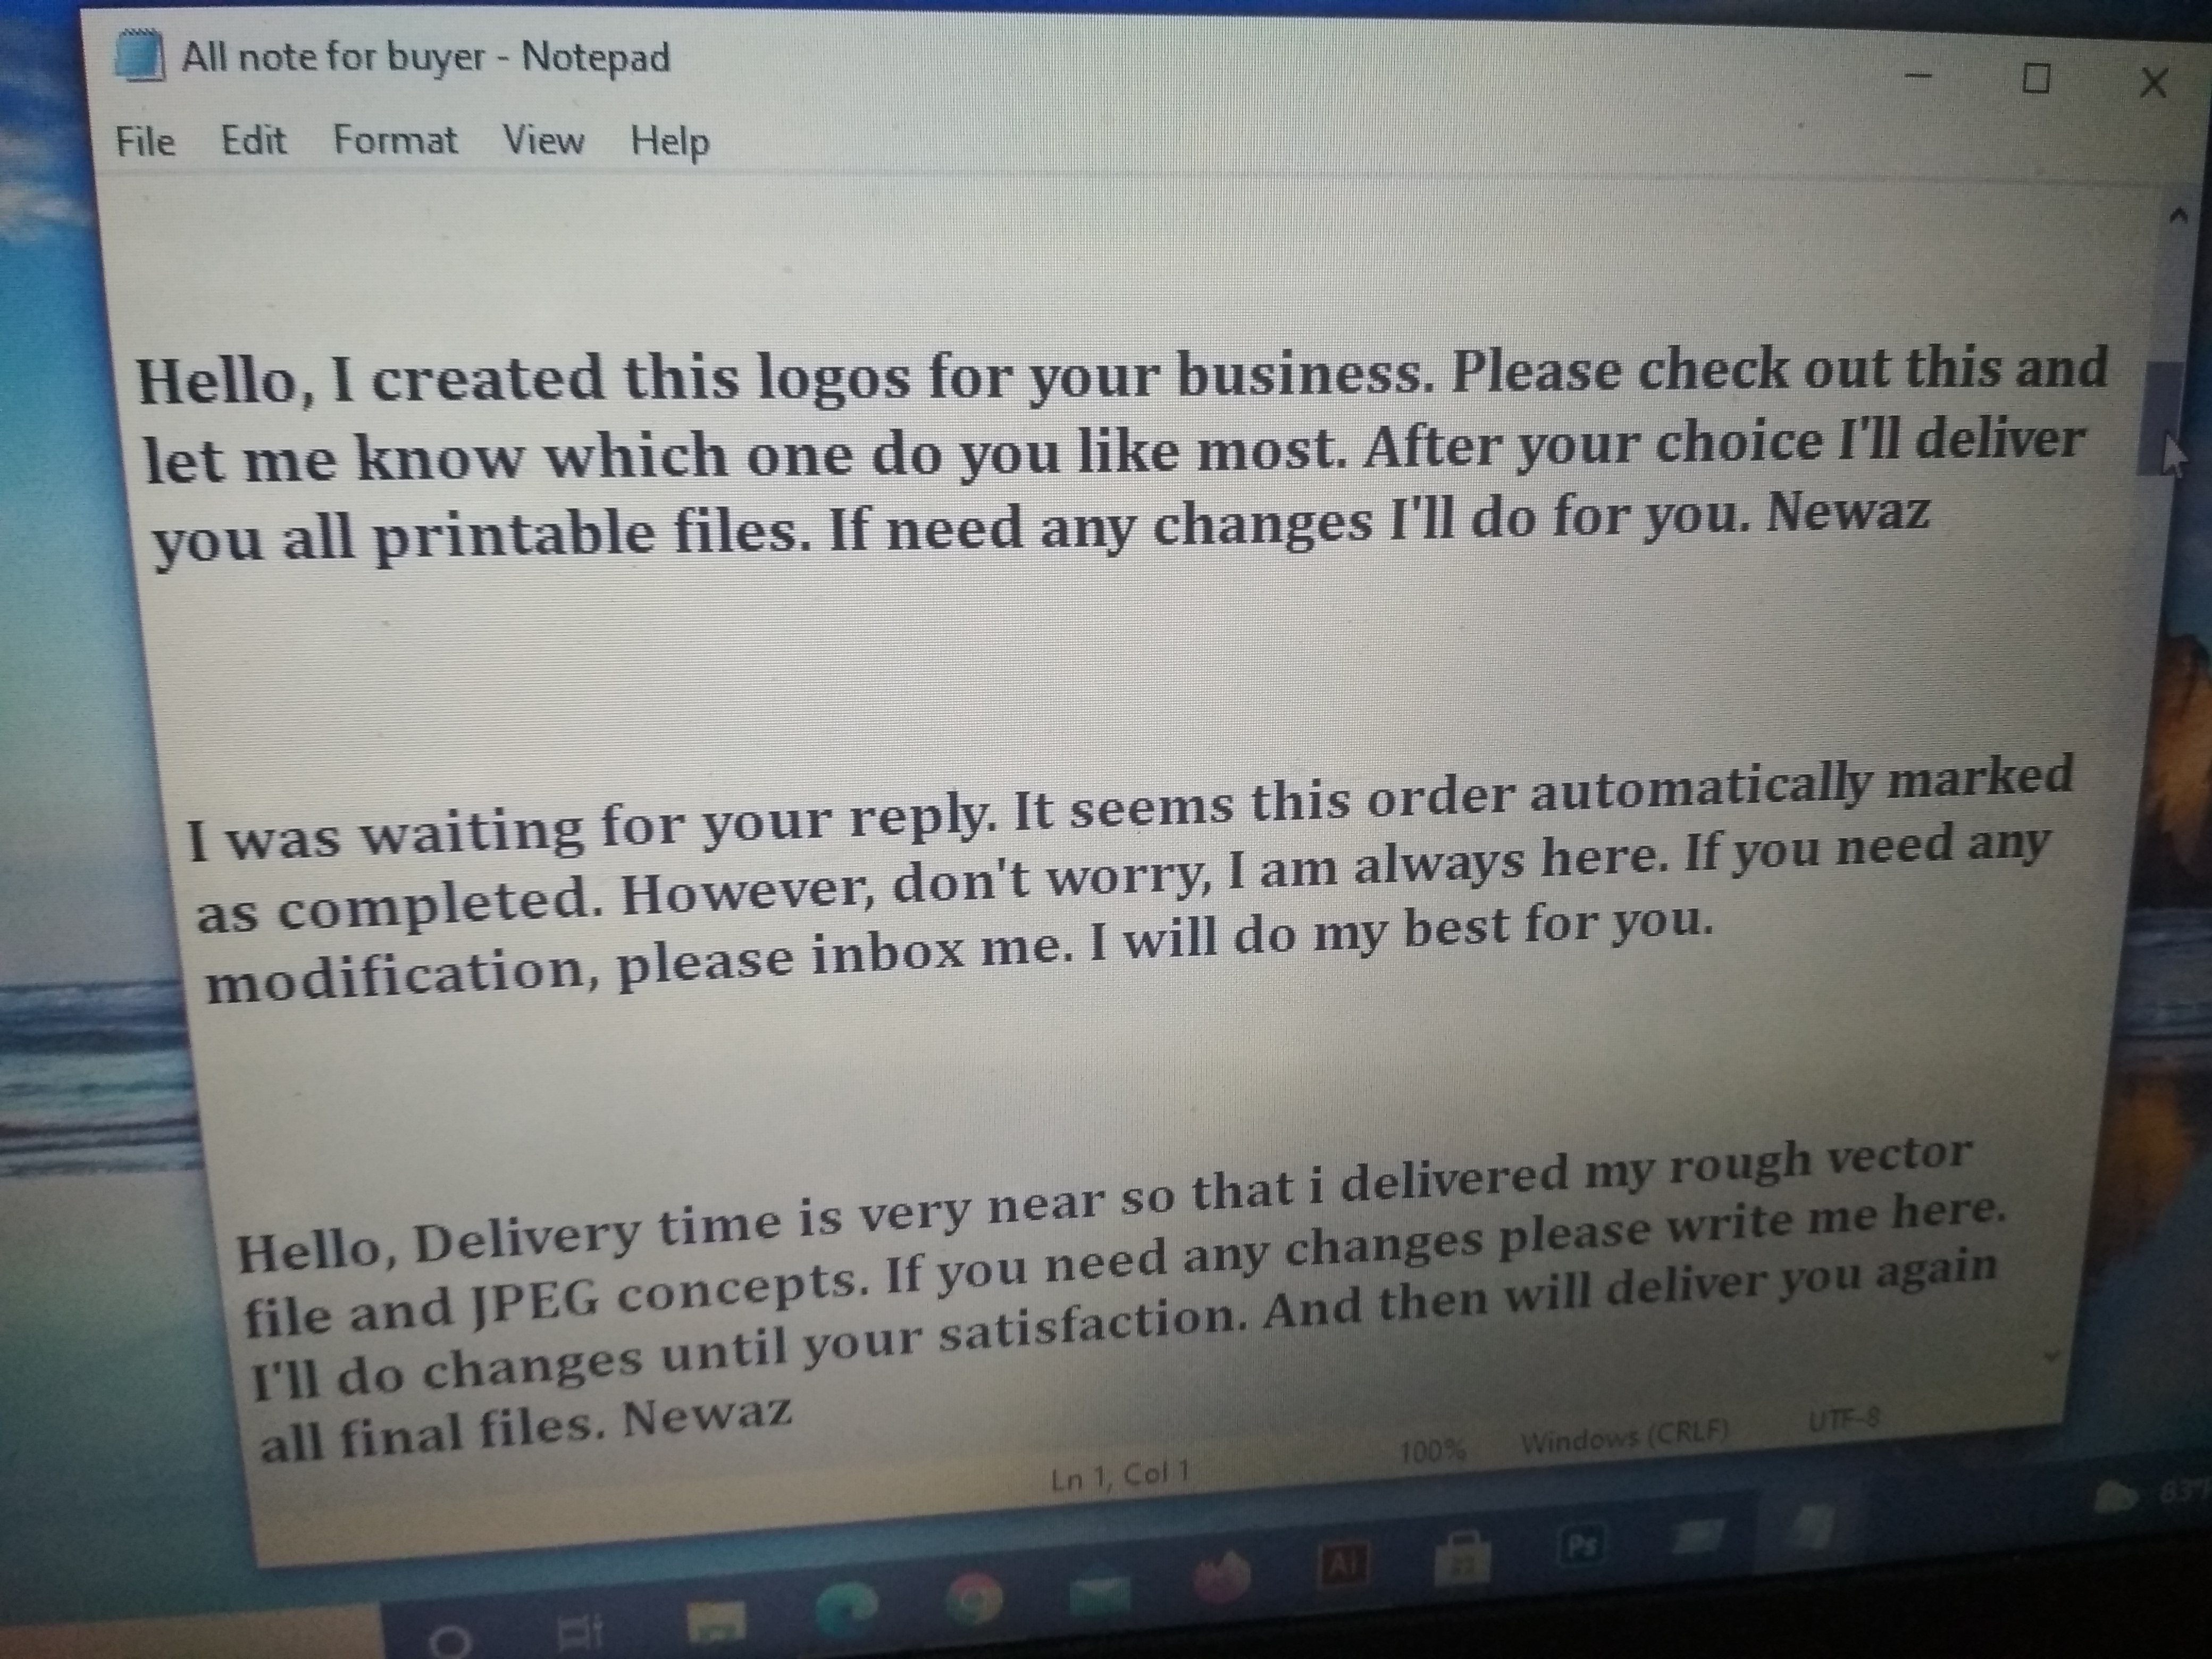 All note for buyer - Notepad
File Edit Format View Help
Hello, I created this logos for your business. Please check out this and
let me know which one do you like most. After your choice I'll deliver
you all printable files. If need any changes I'll do for you. Newaz
I was waiting for your reply. It seems this order automatically marked
as completed. However, don't worry, I am always here. If you need any
modification, please inbox me. I will do my best for you.
Hello, Delivery time is very near so that i delivered my rough vector
file and JPEG concepts. If you need any changes please write me here.
I'll do changes until your satisfaction. And then will deliver you again
all final files. Newaz
Ln 1, Col 1 100% Windows (CRLF) UTF-8
Ai Ps